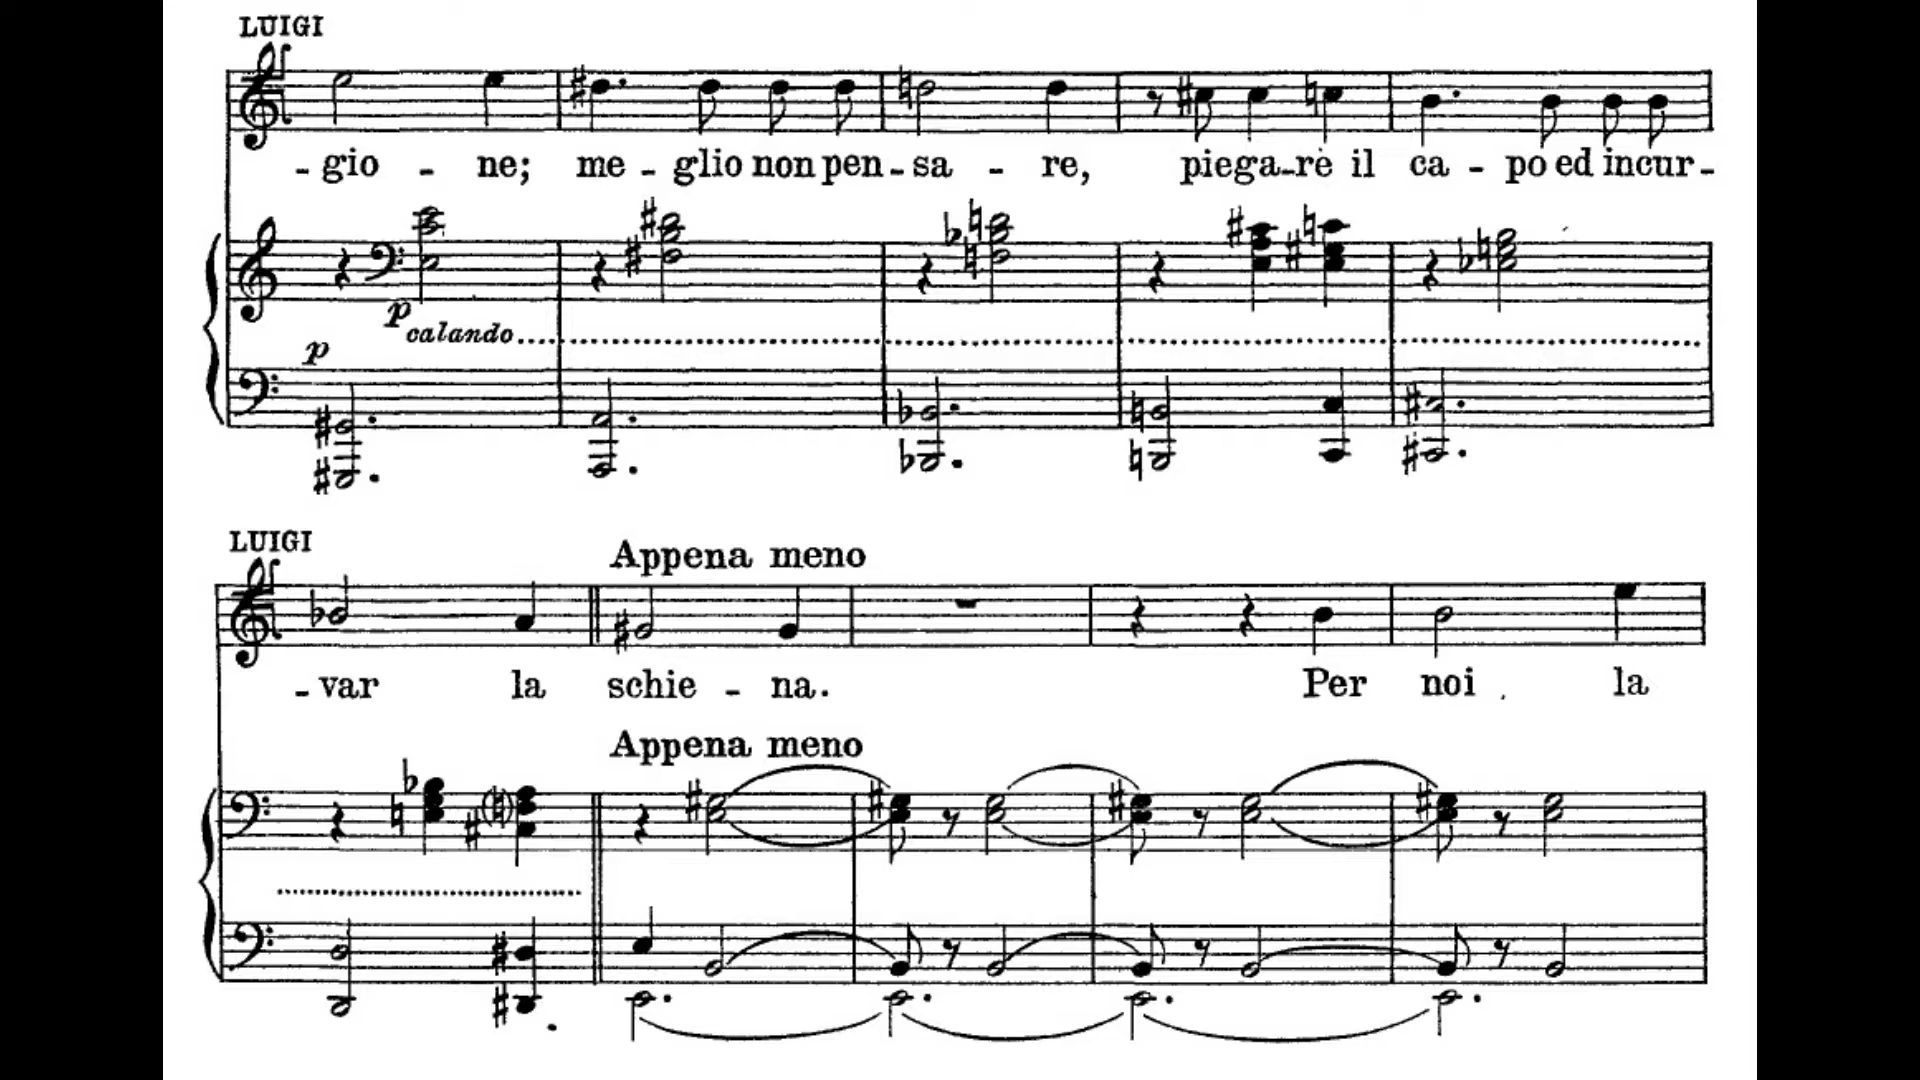 LUIGI
- gio - ne; me - glio non pen - sa - re, piega - re il ca - po ed incur -
p
calando
p
LUIGI
Appena meno
- var la schie - na. Per noi la
Appena meno